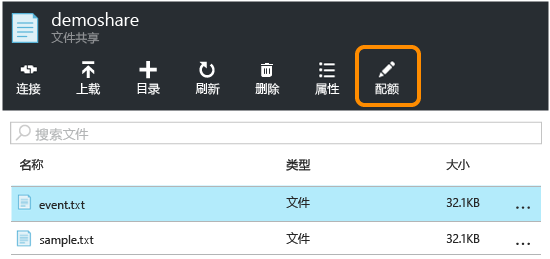 demoshare
文件共享
连接 上载 目录 刷新 删除 属性 配额
搜索文件
名称 类型 大小
event.txt 文件 32.1KB ...
sample.txt 文件 32.1KB ...